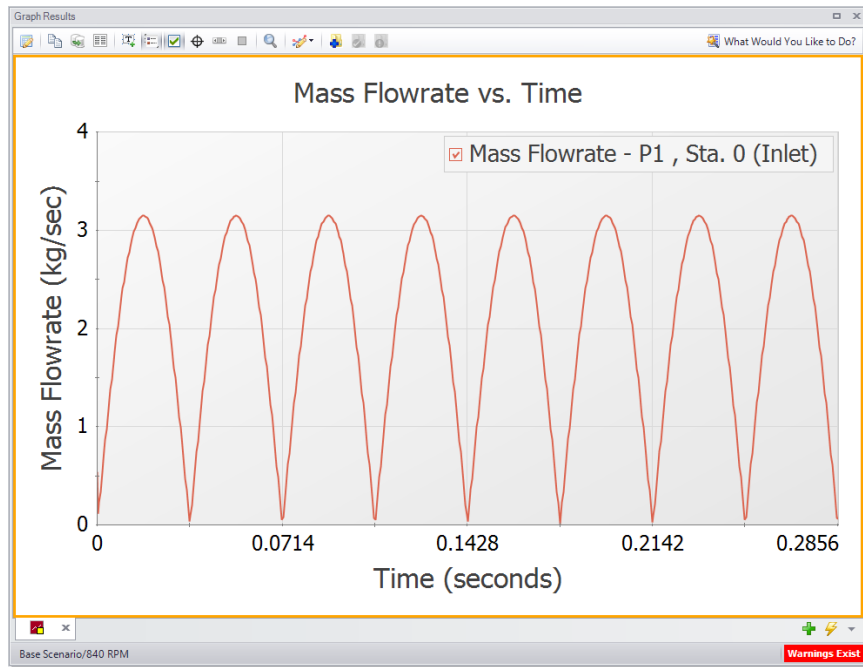 Graph Results
What Would You Like to Do?
Mass Flowrate vs. Time
Mass Flowrate - P1 , Sta. 0 (Inlet)
Mass Flowrate (kg/sec)
4
3
2
1
0
0 0.0714 0.1428 0.2142 0.2856
Time (seconds)
Base Scenario/840 RPM
Warnings Exist